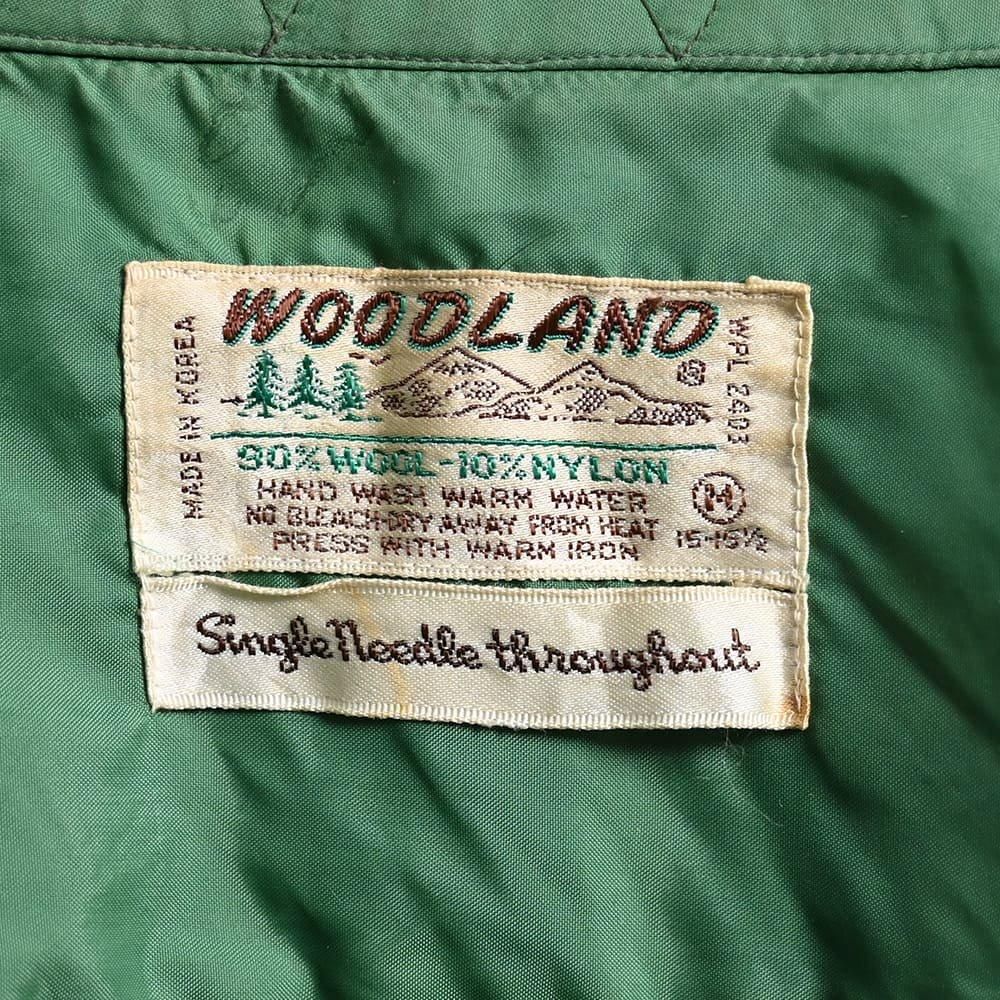 WOODLAND
®
MADE IN KOREA
WPL 2403
90% WOOL-10% NYLON
HAND WASH WARM WATER
NO BLEACH-DRY AWAY FROM HEAT
PRESS WITH WARM IRON
M
15-15½
Single Needle throughout